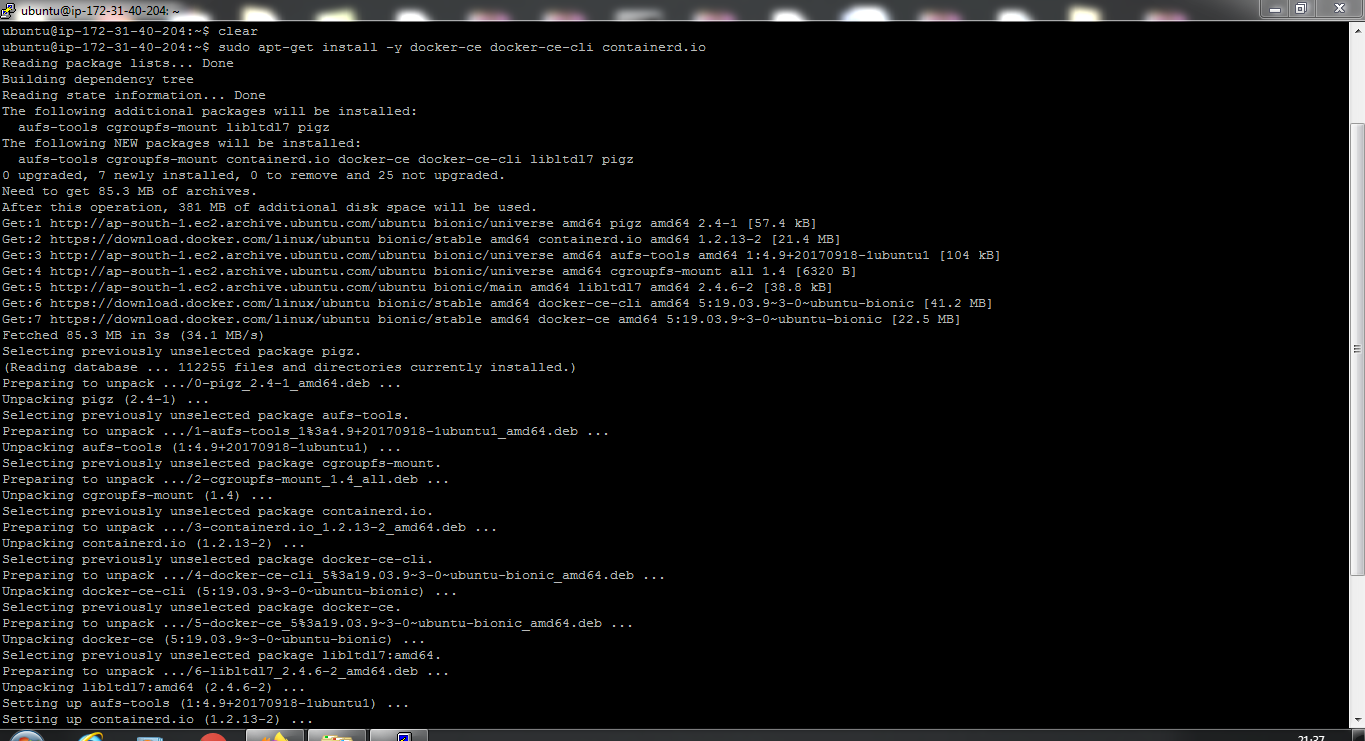 ubuntu@ip-172-31-40-204: ~
ubuntu@ip-172-31-40-204:~$ clear
ubuntu@ip-172-31-40-204:~$ sudo apt-get install -y docker-ce docker-ce-cli containerd.io
Reading package lists... Done
Building dependency tree
Reading state information... Done
The following additional packages will be installed:
  aufs-tools cgroupfs-mount libltdl7 pigz
The following NEW packages will be installed:
  aufs-tools cgroupfs-mount containerd.io docker-ce docker-ce-cli libltdl7 pigz
0 upgraded, 7 newly installed, 0 to remove and 25 not upgraded.
Need to get 85.3 MB of archives.
After this operation, 381 MB of additional disk space will be used.
Get:1 http://ap-south-1.ec2.archive.ubuntu.com/ubuntu bionic/universe amd64 pigz amd64 2.4-1 [57.4 kB]
Get:2 https://download.docker.com/linux/ubuntu bionic/stable amd64 containerd.io amd64 1.2.13-2 [21.4 MB]
Get:3 http://ap-south-1.ec2.archive.ubuntu.com/ubuntu bionic/universe amd64 aufs-tools amd64 1:4.9+20170918-1ubuntu1 [104 kB]
Get:4 http://ap-south-1.ec2.archive.ubuntu.com/ubuntu bionic/universe amd64 cgroupfs-mount all 1.4 [6320 B]
Get:5 http://ap-south-1.ec2.archive.ubuntu.com/ubuntu bionic/main amd64 libltdl7 amd64 2.4.6-2 [38.8 kB]
Get:6 https://download.docker.com/linux/ubuntu bionic/stable amd64 docker-ce-cli amd64 5:19.03.9~3-0~ubuntu-bionic [41.2 MB]
Get:7 https://download.docker.com/linux/ubuntu bionic/stable amd64 docker-ce amd64 5:19.03.9~3-0~ubuntu-bionic [22.5 MB]
Fetched 85.3 MB in 3s (34.1 MB/s)
Selecting previously unselected package pigz.
(Reading database ... 112255 files and directories currently installed.)
Preparing to unpack .../0-pigz_2.4-1_amd64.deb ...
Unpacking pigz (2.4-1) ...
Selecting previously unselected package aufs-tools.
Preparing to unpack .../1-aufs-tools_1%3a4.9+20170918-1ubuntu1_amd64.deb ...
Unpacking aufs-tools (1:4.9+20170918-1ubuntu1) ...
Selecting previously unselected package cgroupfs-mount.
Preparing to unpack .../2-cgroupfs-mount_1.4_all.deb ...
Unpacking cgroupfs-mount (1.4) ...
Selecting previously unselected package containerd.io.
Preparing to unpack .../3-containerd.io_1.2.13-2_amd64.deb ...
Unpacking containerd.io (1.2.13-2) ...
Selecting previously unselected package docker-ce-cli.
Preparing to unpack .../4-docker-ce-cli_5%3a19.03.9~3-0~ubuntu-bionic_amd64.deb ...
Unpacking docker-ce-cli (5:19.03.9~3-0~ubuntu-bionic) ...
Selecting previously unselected package docker-ce.
Preparing to unpack .../5-docker-ce_5%3a19.03.9~3-0~ubuntu-bionic_amd64.deb ...
Unpacking docker-ce (5:19.03.9~3-0~ubuntu-bionic) ...
Selecting previously unselected package libltdl7:amd64.
Preparing to unpack .../6-libltdl7_2.4.6-2_amd64.deb ...
Unpacking libltdl7:amd64 (2.4.6-2) ...
Setting up aufs-tools (1:4.9+20170918-1ubuntu1) ...
Setting up containerd.io (1.2.13-2) ...
21:37